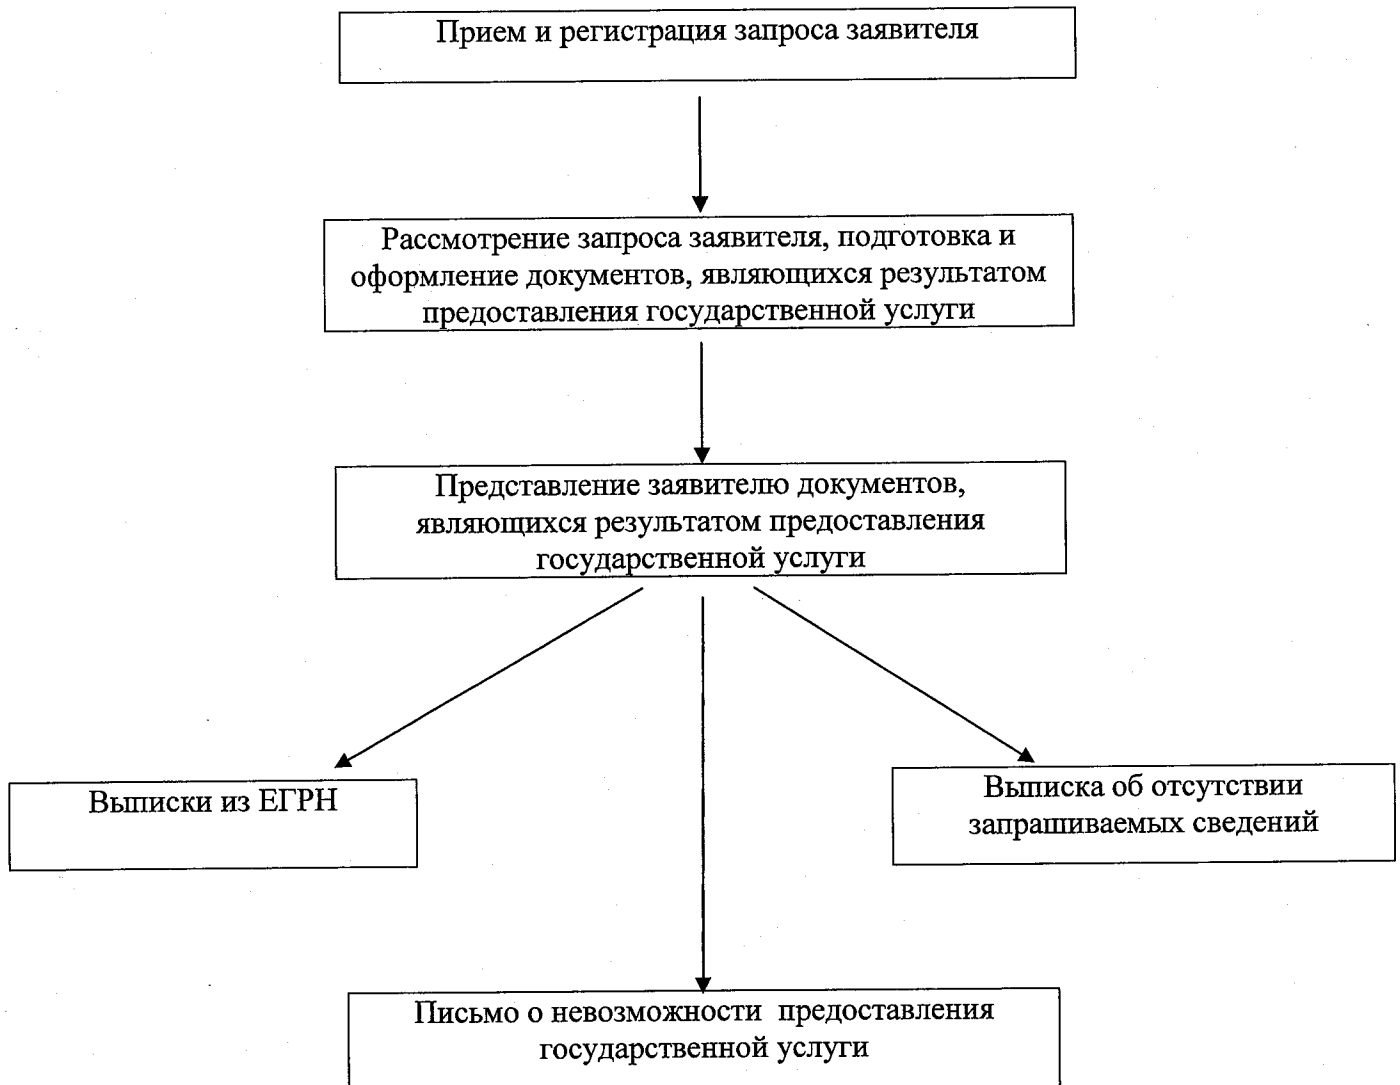 Прием и регистрация запроса заявителя
Рассмотрение запроса заявителя, подготовка и
оформление документов, являющихся результатом
предоставления государственной услуги
Представление заявителю документов,
являющихся результатом предоставления
государственной услуги
Выписки из ЕГРН
Выписка об отсутствии
запрашиваемых сведений
Письмо о невозможности предоставления
государственной услуги